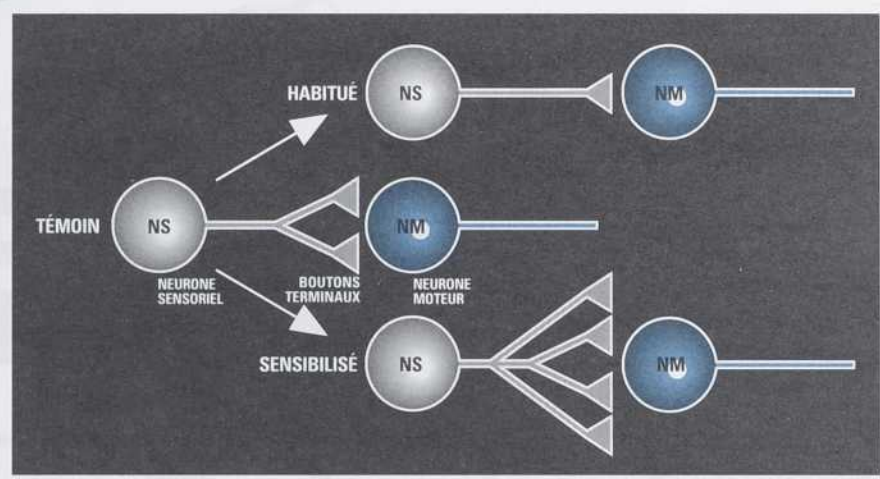 HABITUÉ
NS
NM
TÉMOIN
NS
NM
NEURONE
SENSORIEL
BOUTONS
TERMINAUX
NEURONE
MOTEUR
SENSIBILISÉ
NS
NM